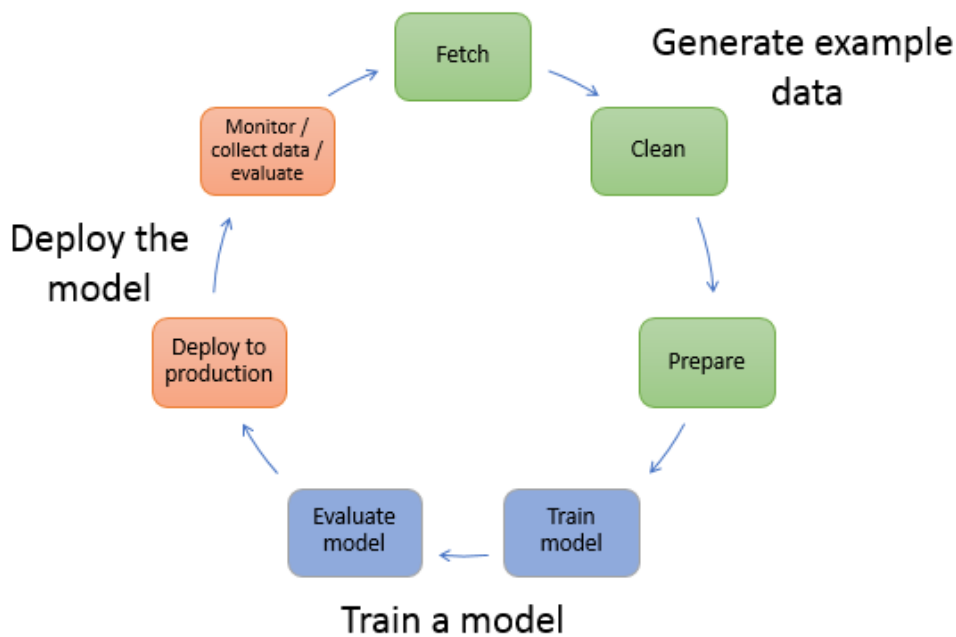 Fetch
Generate example
data
Clean
Prepare
Train
model
Train a model
Evaluate
model
Deploy to
production
Deploy the
model
Monitor /
collect data /
evaluate